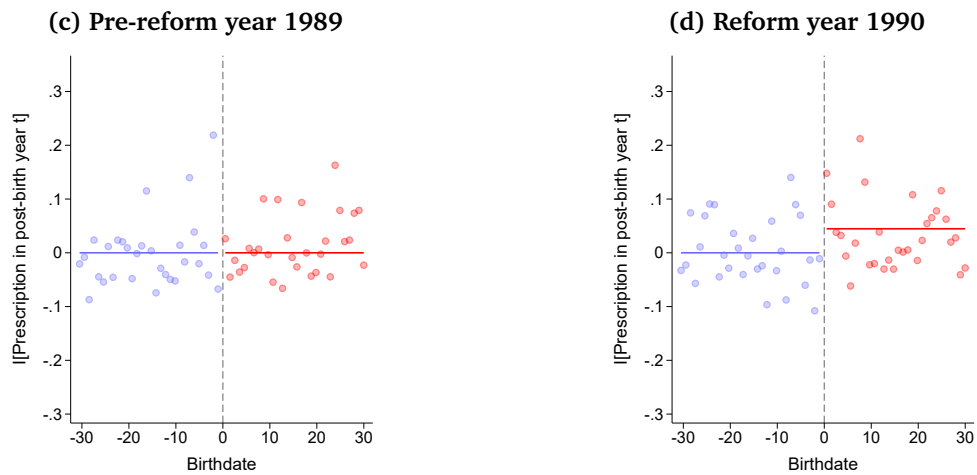 (c) Pre-reform year 1989
I[Prescription in post-birth year t]
.3
.2
.1
0
-.1
-.2
-.3
-30 -20 -10 0 10 20 30
Birthdate
(d) Reform year 1990
I[Prescription in post-birth year t]
.3
.2
.1
0
-.1
-.2
-.3
-30 -20 -10 0 10 20 30
Birthdate